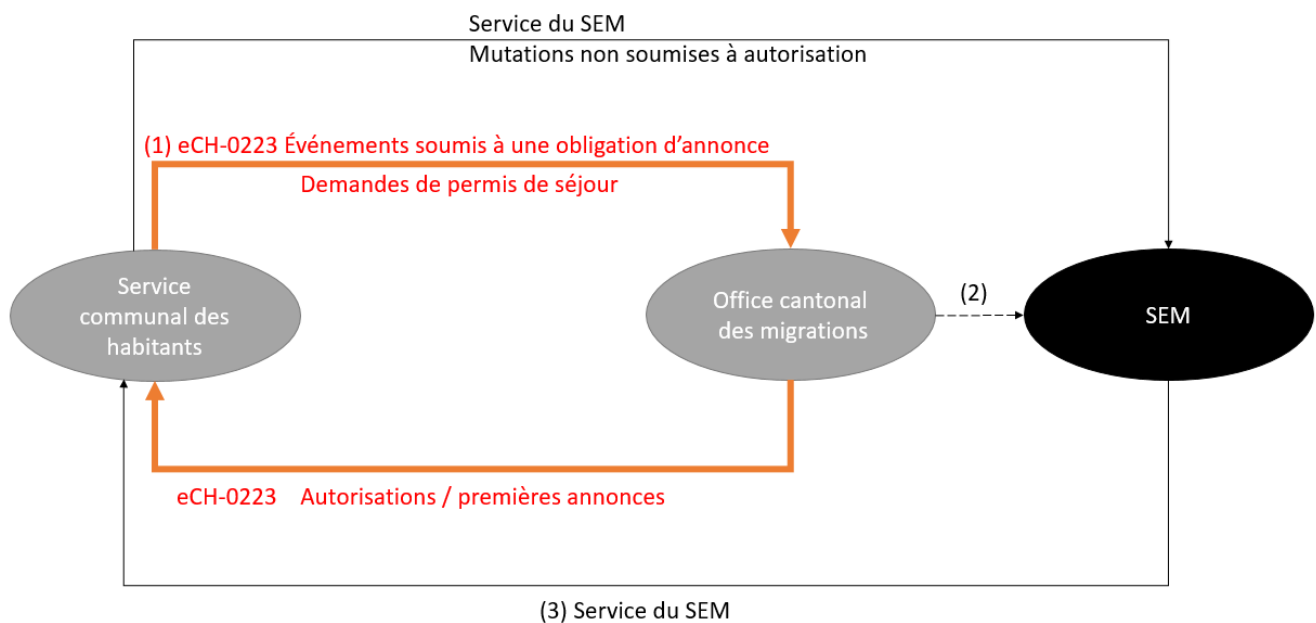 Service du SEM
Mutations non soumises à autorisation
(1) eCH-0223 Événements soumis à une obligation d’annonce
Demandes de permis de séjour
Service
communal des
habitants
Office cantonal
des migrations
(2)
SEM
eCH-0223 Autorisations / premières annonces
(3) Service du SEM